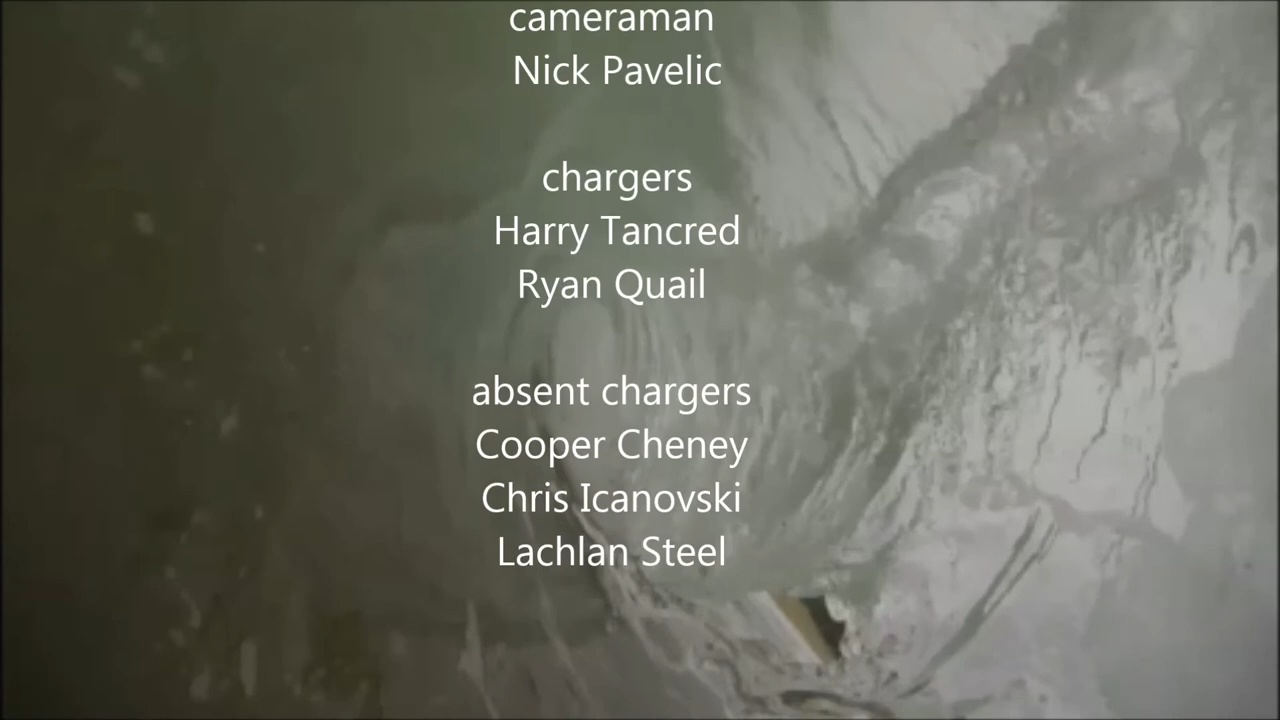 cameraman
Nick Pavelic
chargers
Harry Tancred
Ryan Quail
absent chargers
Cooper Cheney
Chris Icanovski
Lachlan Steel